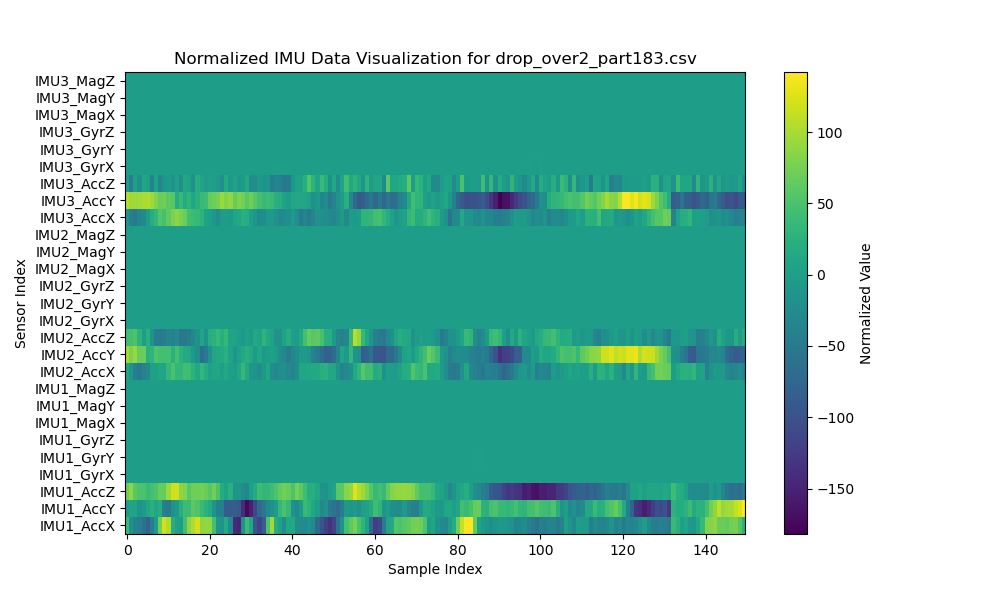 Normalized IMU Data Visualization for drop_over2_part183.csv
IMU3_MagZ
IMU3_MagY
IMU3_MagX
IMU3_GyrZ
IMU3_GyrY
IMU3_GyrX
IMU3_AccZ
IMU3_AccY
IMU3_AccX
IMU2_MagZ
IMU2_MagY
IMU2_MagX
IMU2_GyrZ
IMU2_GyrY
IMU2_GyrX
IMU2_AccZ
IMU2_AccY
IMU2_AccX
IMU1_MagZ
IMU1_MagY
IMU1_MagX
IMU1_GyrZ
IMU1_GyrY
IMU1_GyrX
IMU1_AccZ
IMU1_AccY
IMU1_AccX
Sensor Index
0 20 40 60 80 100 120 140
Sample Index
100
50
0
−50
−100
−150
Normalized Value